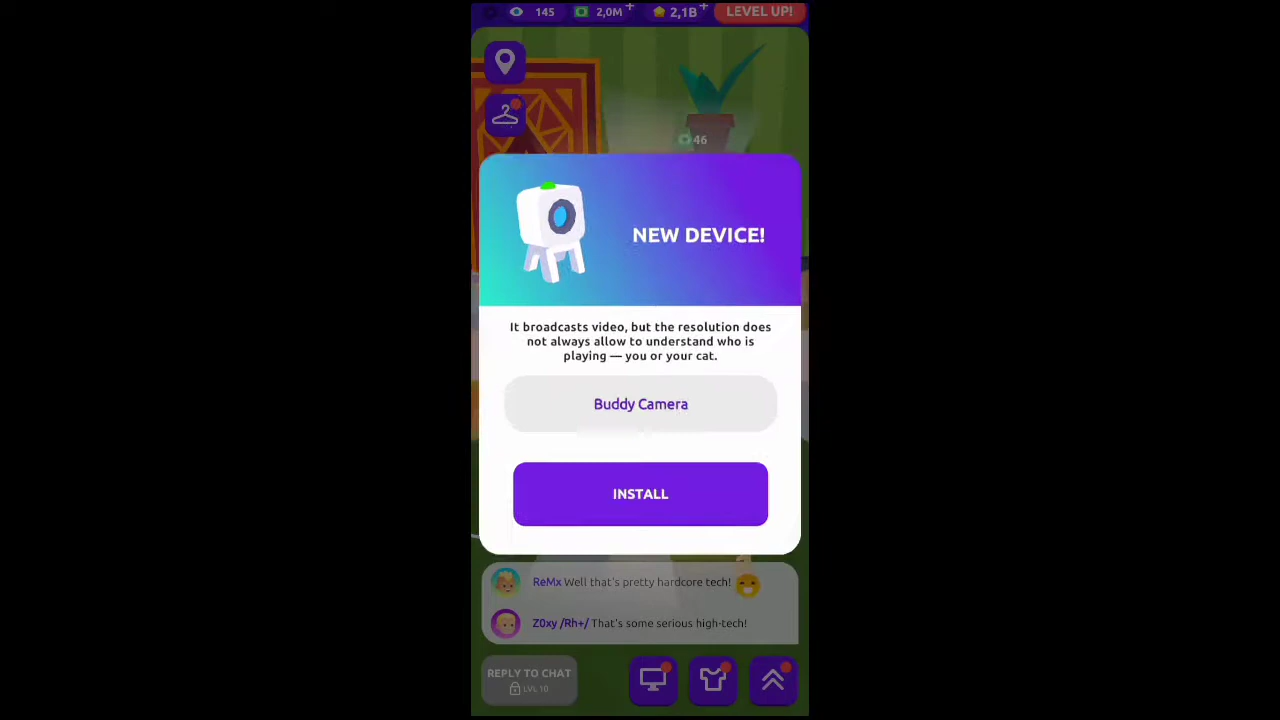 145 2,0M+ 2,1B+ LEVEL UP!
46
NEW DEVICE!
It broadcasts video, but the resolution does
not always allow to understand who is
playing — you or your cat.
Buddy Camera
INSTALL
ReMx Well that's pretty hardcore tech!
Z0xy /Rh+/ That's some serious high-tech!
REPLY TO CHAT
LVL 10